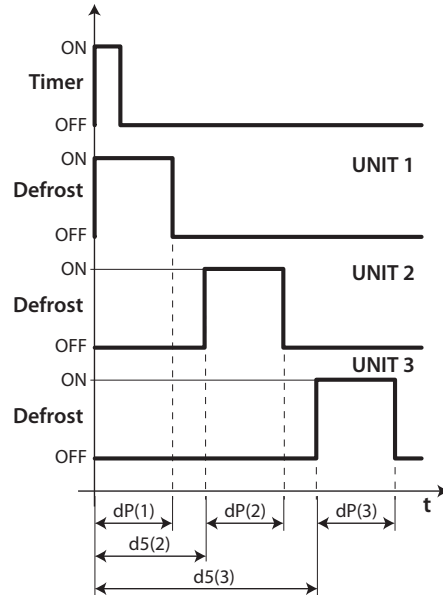 ON
Timer
OFF
ON
UNIT 1
Defrost
OFF
ON
UNIT 2
Defrost
OFF
UNIT 3
ON
Defrost
OFF
t
dP(1) dP(2) dP(3)
d5(2)
d5(3)